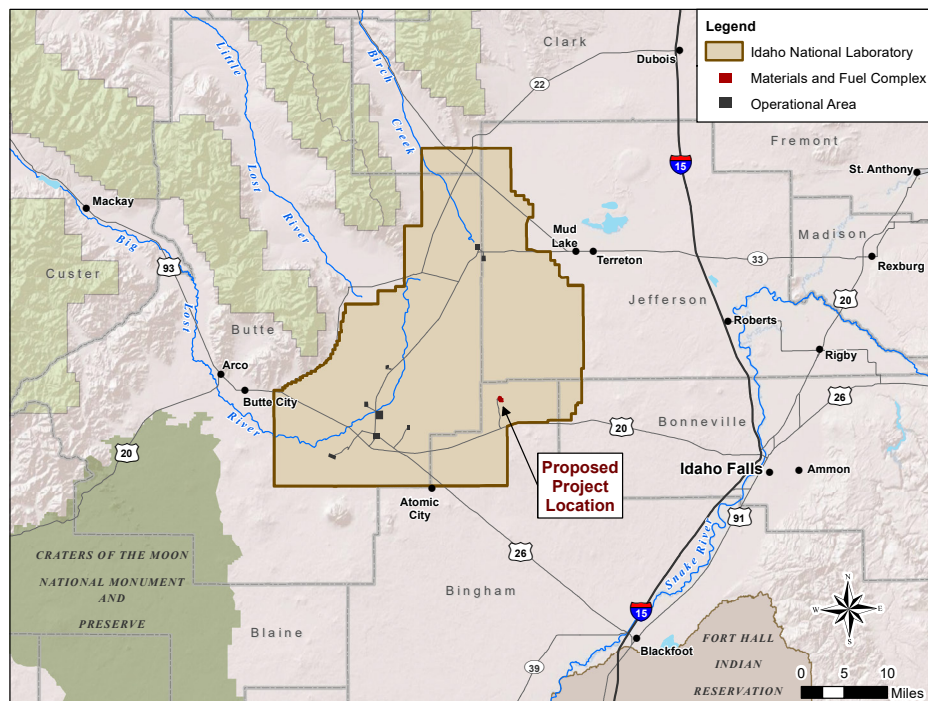 Legend
Idaho National Laboratory
Materials and Fuel Complex
Operational Area
Clark
Dubois
22
Little
Lost
River
Birch
Creek
15
Fremont
St. Anthony
Mackay
Big
Lost
River
Custer
93
Mud
Lake
Terreton
33
Madison
Rexburg
20
Jefferson
Butte
Roberts
Rigby
Arco
Butte City
26
20
Bonneville
20
Proposed
Project
Location
Idaho Falls
Ammon
Atomic
City
91
Snake River
26
CRATERS OF THE MOON
NATIONAL MONUMENT
AND
PRESERVE
Bingham
Blaine
15
Blackfoot
39
FORT HALL
INDIAN
RESERVATION
N
W
E
S
0 5 10
Miles